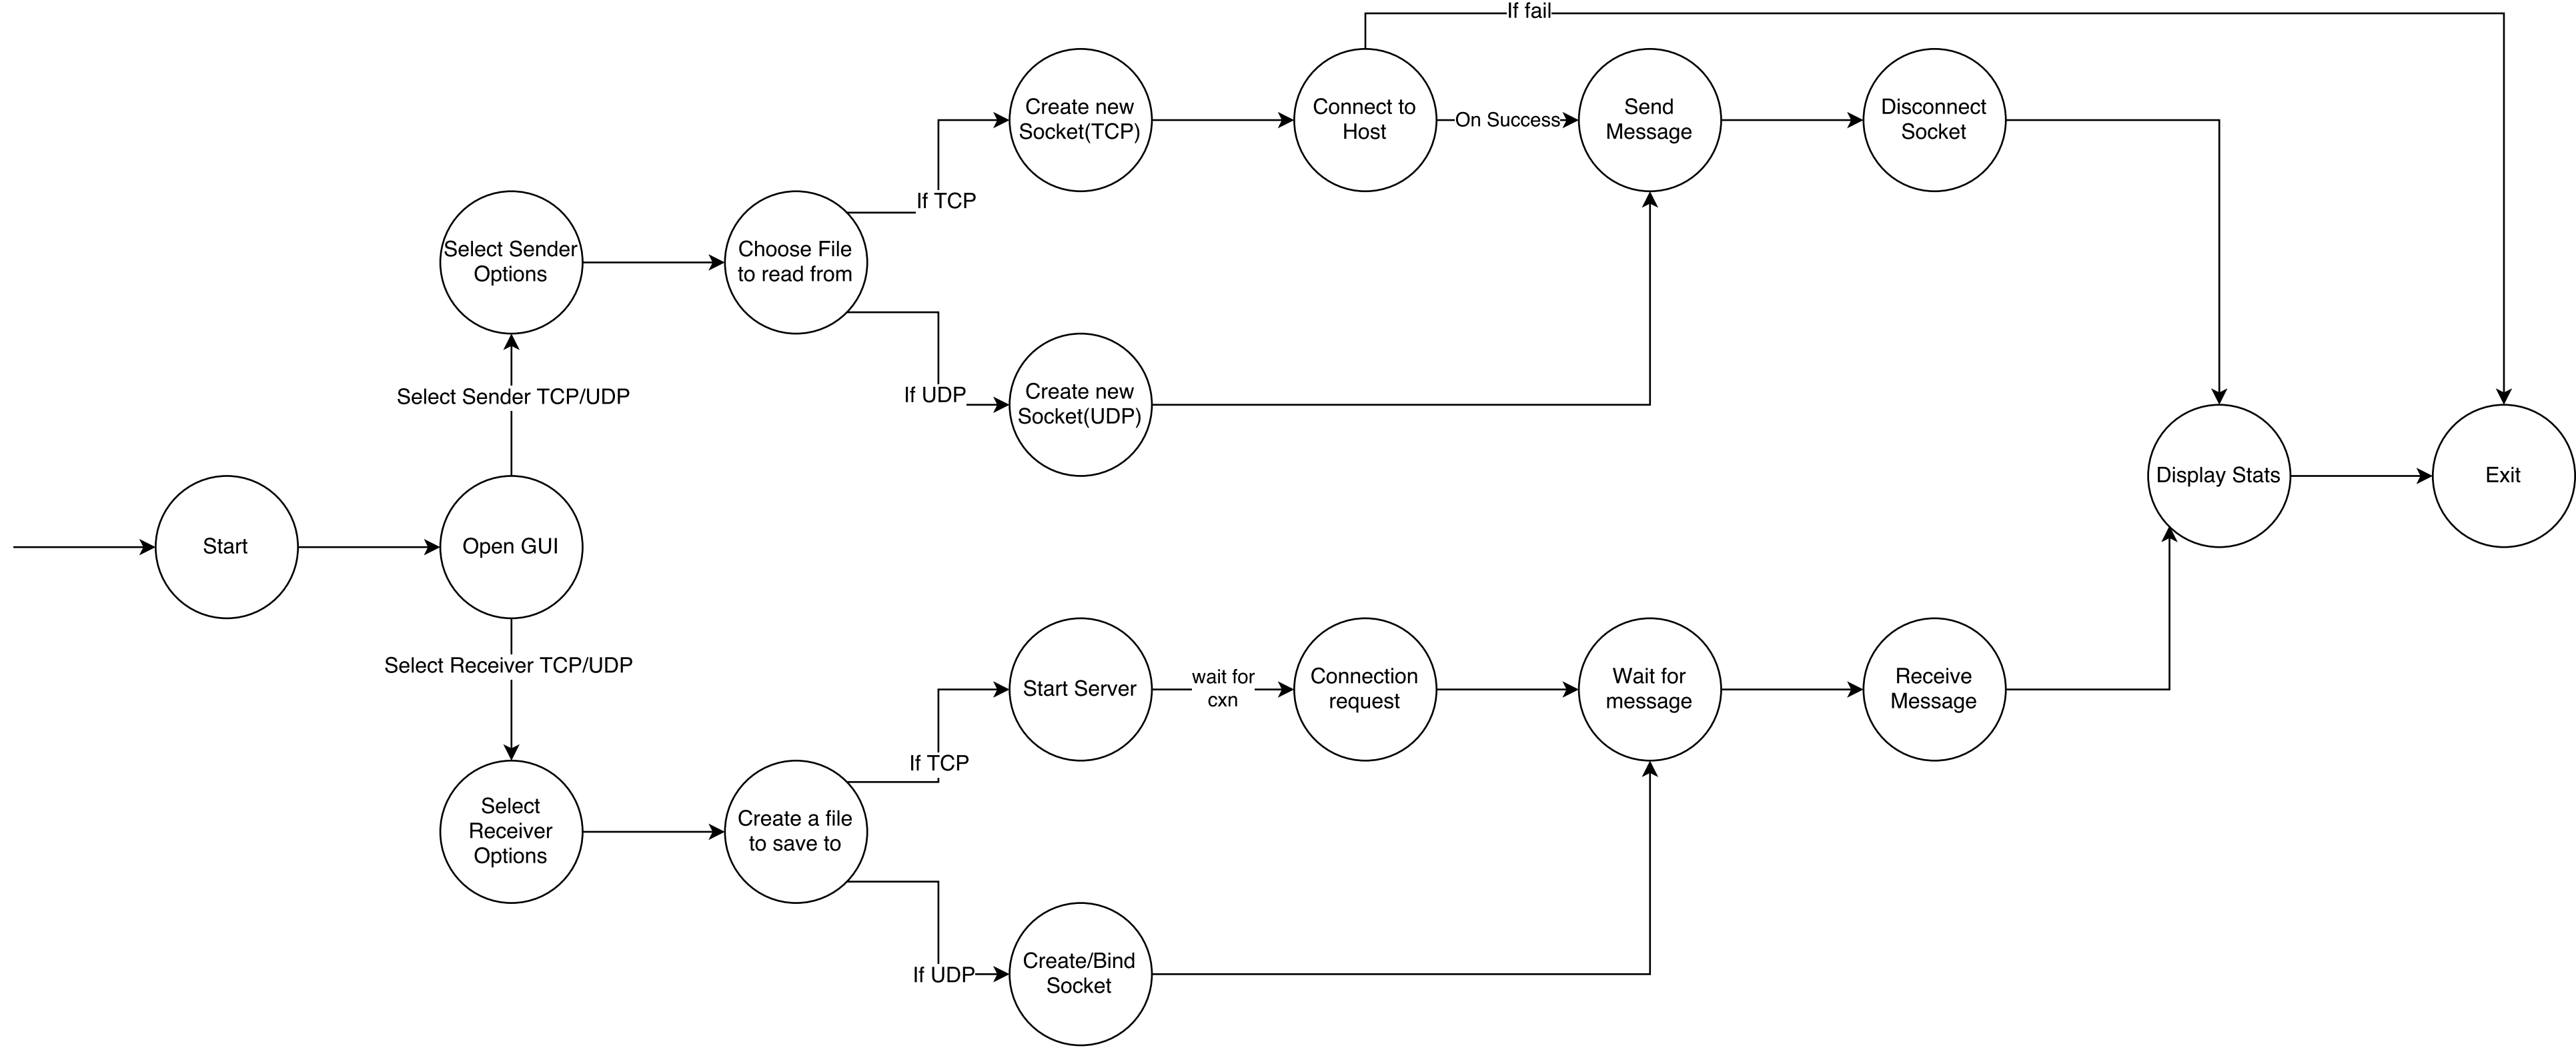 If fail
Create new
Socket(TCP)
Connect to
Host
On Success
Send
Message
Disconnect
Socket
If TCP
Select Sender
Options
Choose File
to read from
Select Sender TCP/UDP
If UDP
Create new
Socket(UDP)
Start
Open GUI
Display Stats
Exit
Select Receiver TCP/UDP
Start Server
wait for
cxn
Connection
request
Wait for
message
Receive
Message
If TCP
Select
Receiver
Options
Create a file
to save to
If UDP
Create/Bind
Socket